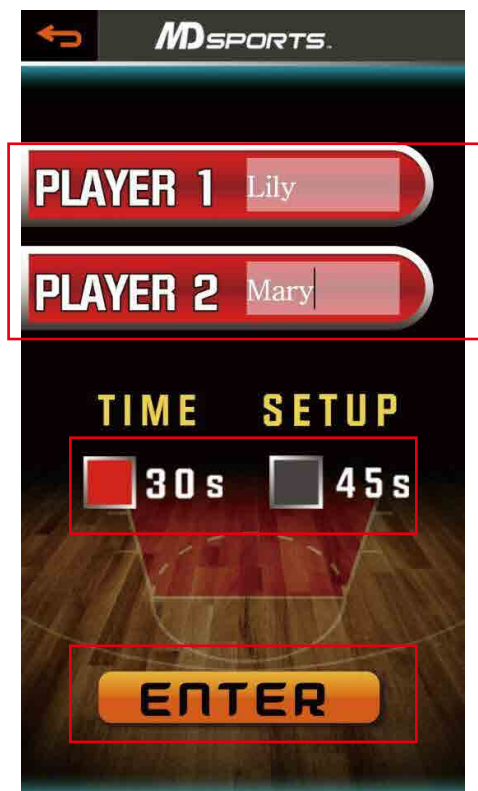 MD SPORTS.
PLAYER 1 Lily
PLAYER 2 Mary
TIME SETUP
30s 45s
ENTER